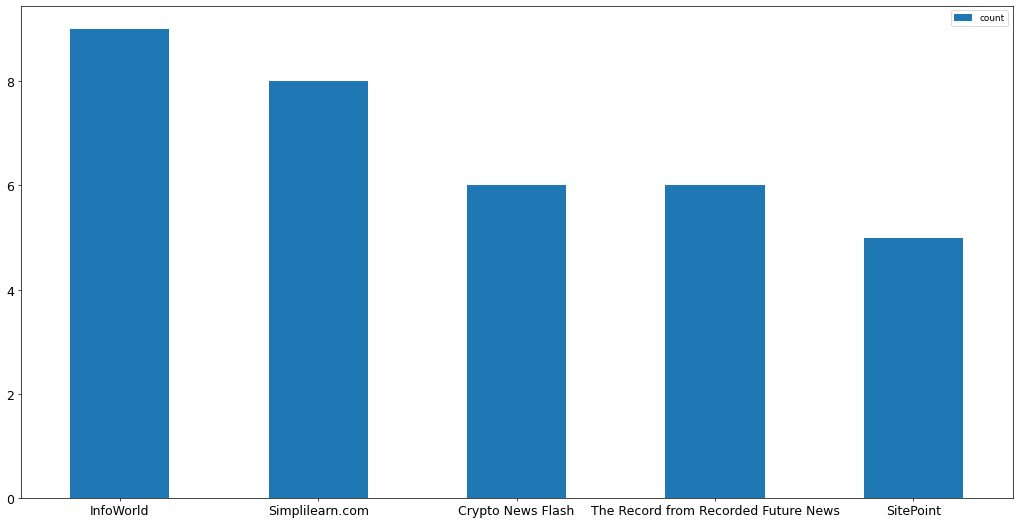 count
8
6
4
2
0
InfoWorld
Simplilearn.com
Crypto News Flash
The Record from Recorded Future News
SitePoint